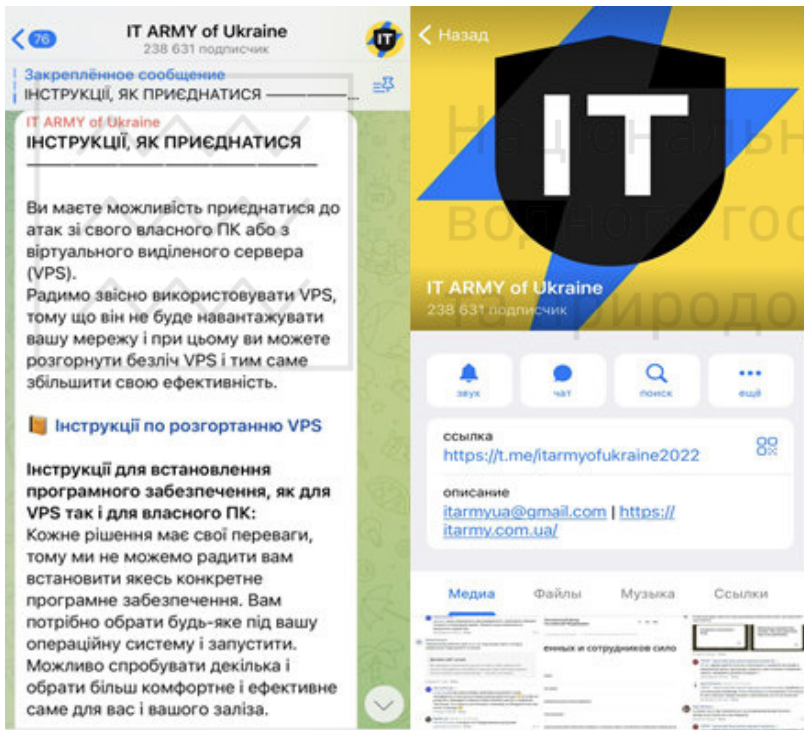 76
IT ARMY of Ukraine
238 631 подписчик
IT
Закреплённое сообщение
ІНСТРУКЦІЇ, ЯК ПРИЄДНАТИСЯ ——————...
IT ARMY of Ukraine
ІНСТРУКЦІЇ, ЯК ПРИЄДНАТИСЯ
————————————————
Ви маєте можливість приєднатися до
атак зі свого власного ПК або з
віртуального виділеного сервера
(VPS).
Радимо звісно використовувати VPS,
тому що він не буде навантажувати
вашу мережу і при цьому ви можете
розгорнути безліч VPS і тим саме
збільшити свою ефективність.
Інструкції по розгортанню VPS
Інструкції для встановлення
програмного забезпечення, як для
VPS так і для власного ПК:
Кожне рішення має свої переваги,
тому ми не можемо радити вам
встановити якесь конкретне
програмне забезпечення. Вам
потрібно обрати будь-яке під вашу
операційну систему і запустити.
Можливо спробувати декілька і
обрати більш комфортне і ефективне
саме для вас і вашого заліза.
Назад
IT
IT ARMY of Ukraine
238 631 подписчик
звук
чат
поиск
ещё
ссылка
https://t.me/itarmyofukraine2022
описание
itarmyua@gmail.com | https://
itarmy.com.ua/
Медиа Файлы Музыка Ссылки
енных и сотрудников сило